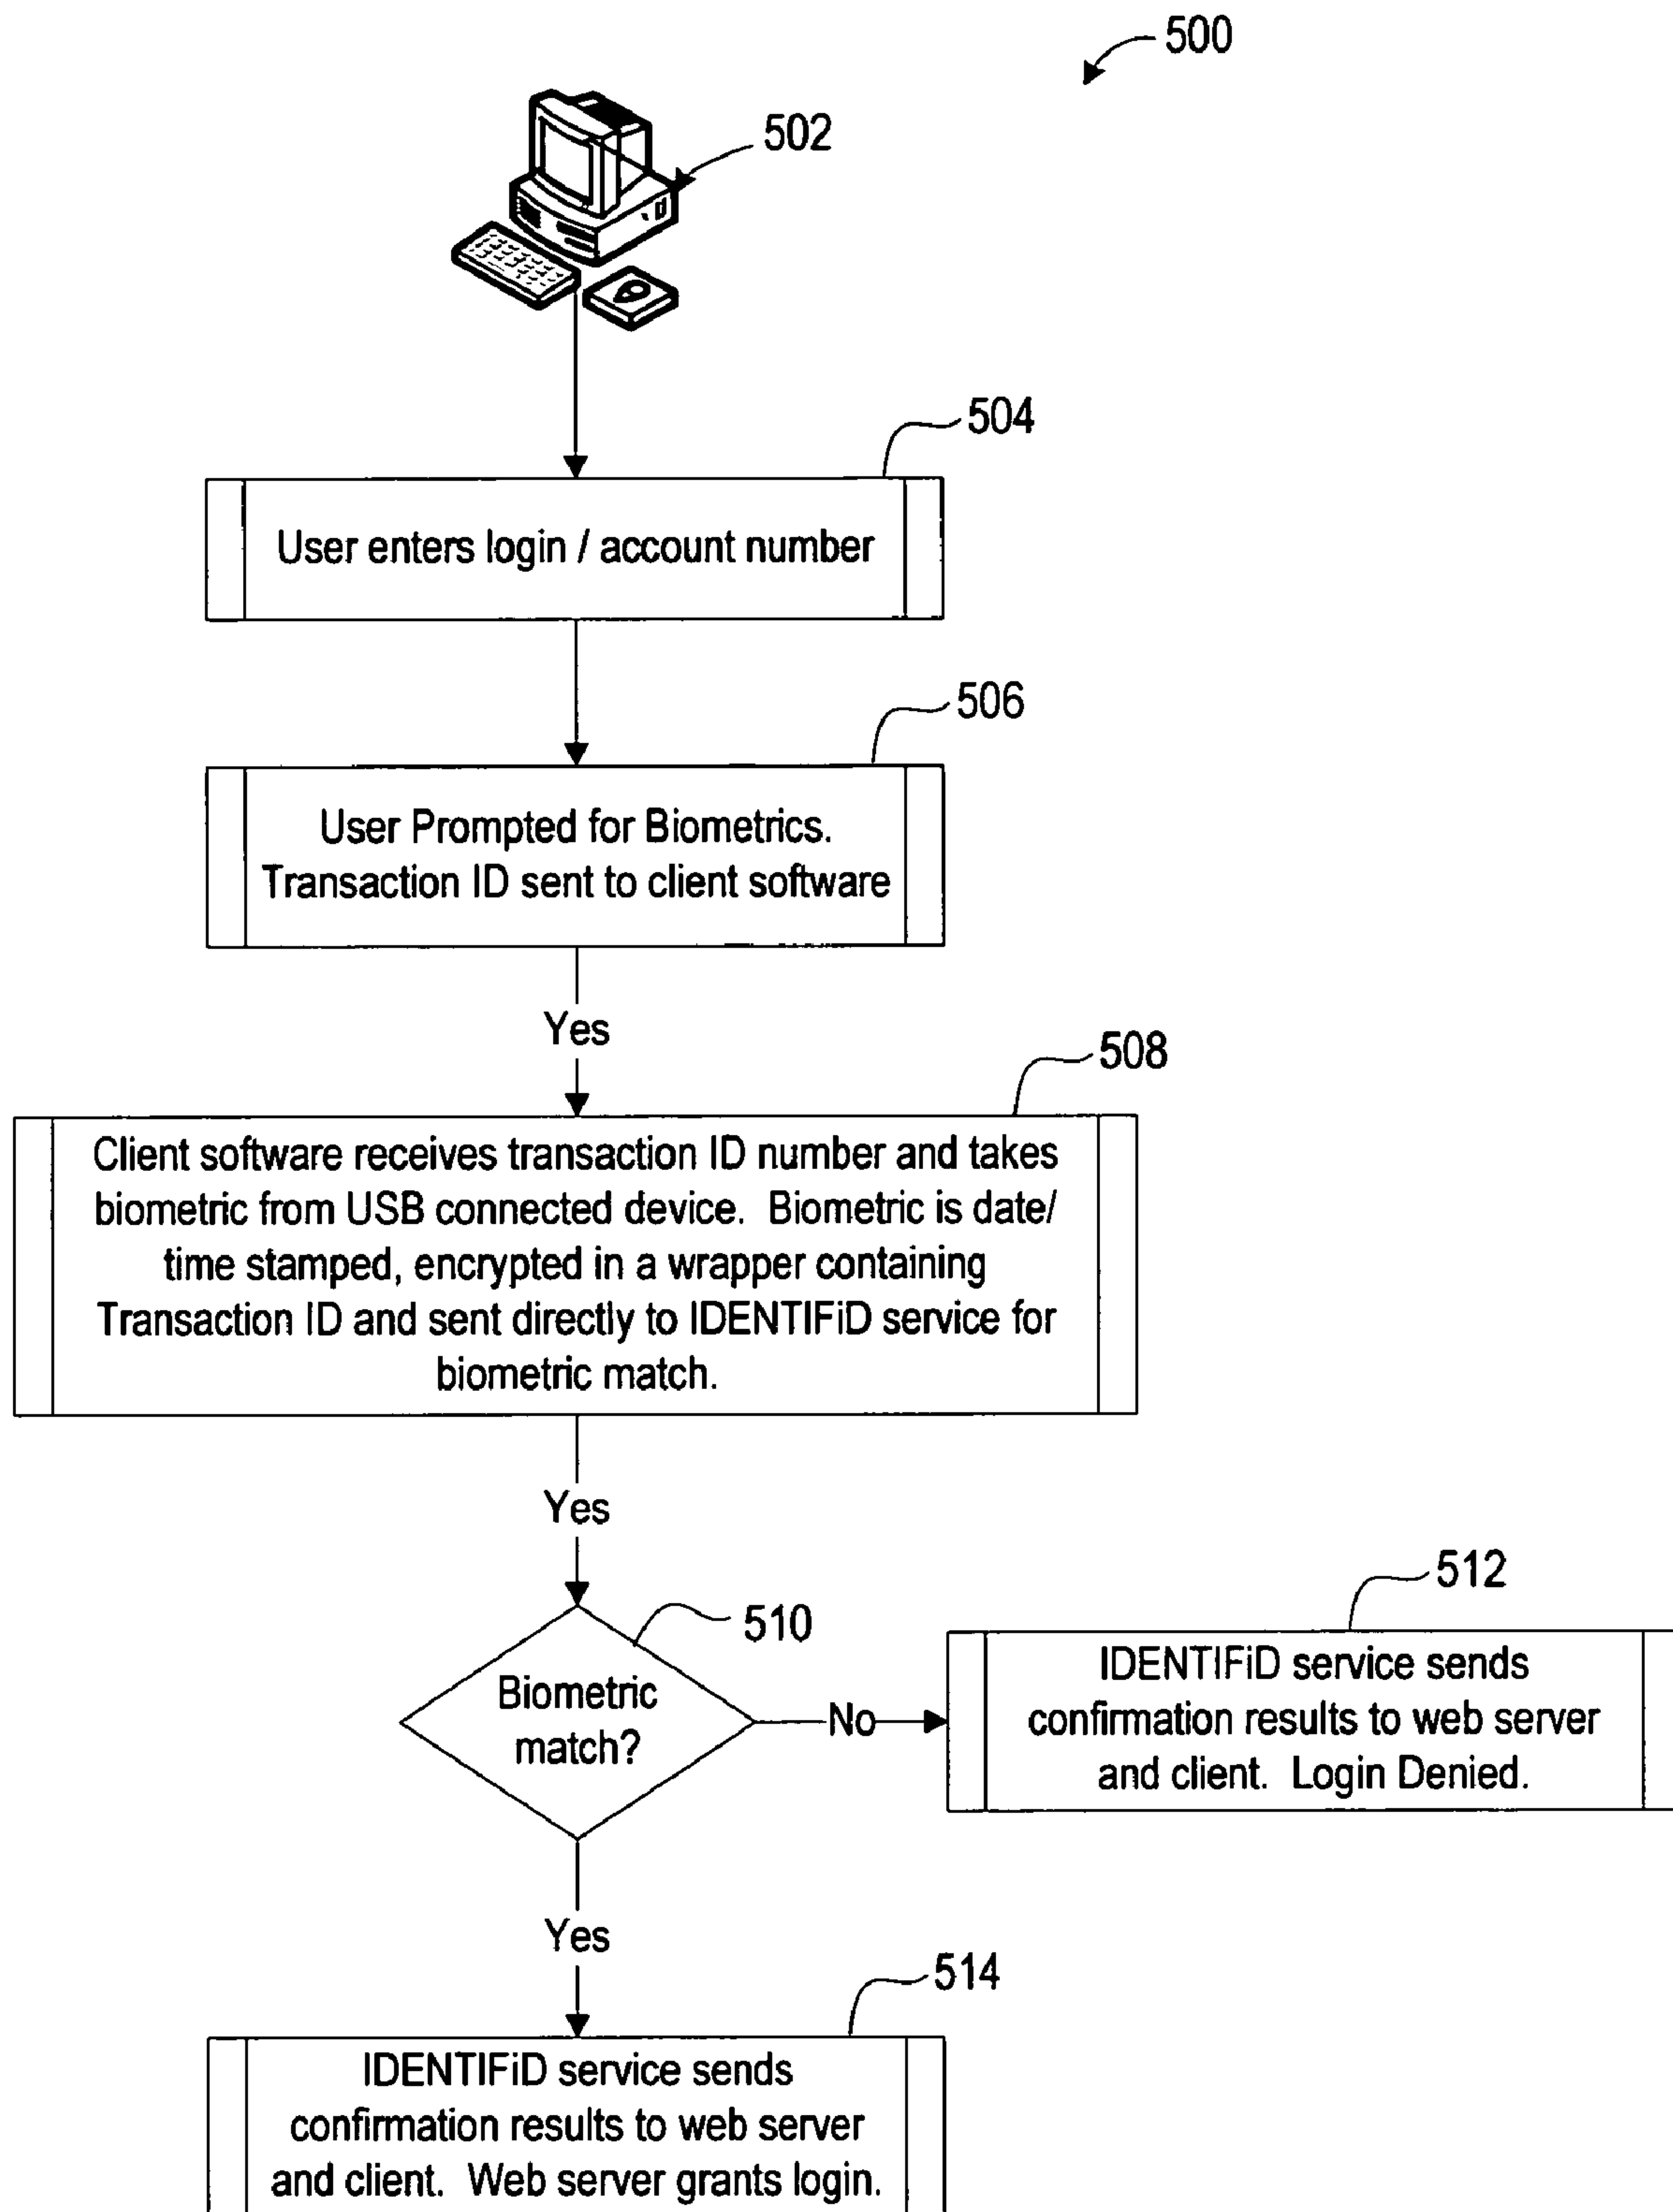 500
502
504
User enters login / account number
506
User Prompted for Biometrics.
Transaction ID sent to client software
Yes
508
Client software receives transaction ID number and takes
biometric from USB connected device.  Biometric is date/
time stamped, encrypted in a wrapper containing
Transaction ID and sent directly to IDENTIFiD service for
biometric match.
Yes
510
Biometric
match?
No
512
IDENTIFiD service sends
confirmation results to web server
and client.  Login Denied.
Yes
514
IDENTIFiD service sends
confirmation results to web server
and client.  Web server grants login.